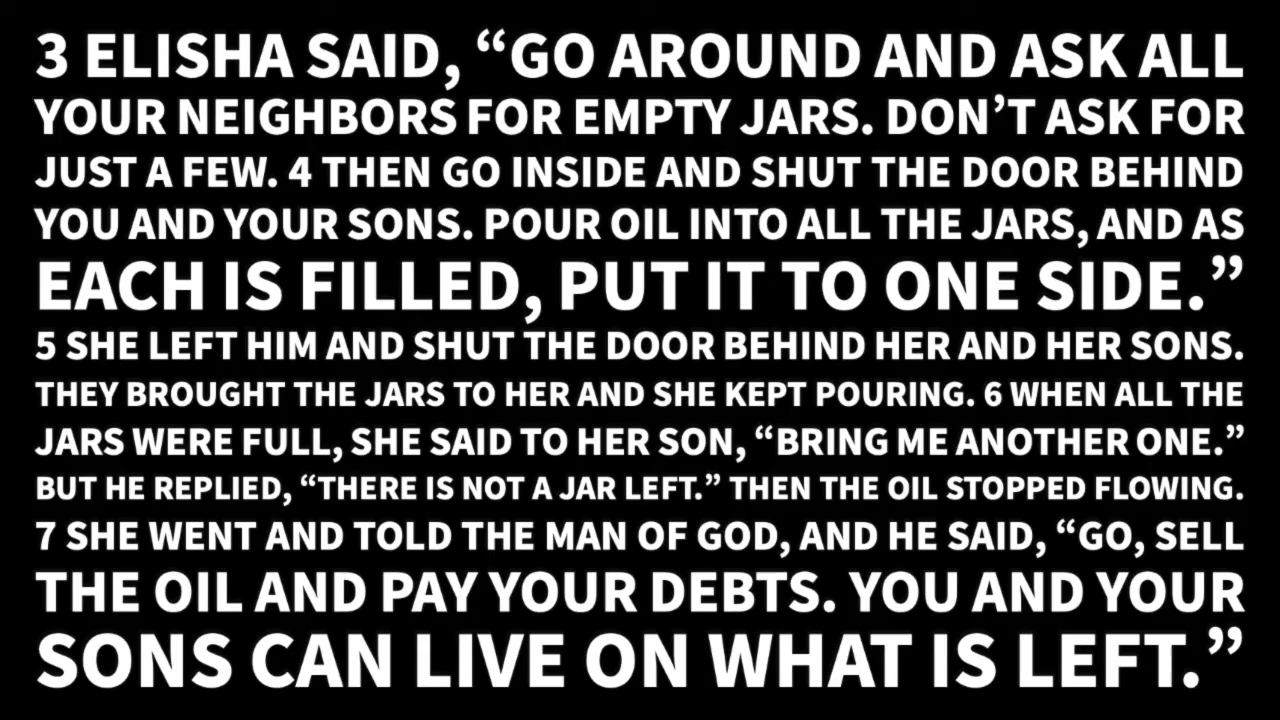 3 ELISHA SAID, “GO AROUND AND ASK ALL
YOUR NEIGHBORS FOR EMPTY JARS. DON’T ASK FOR
JUST A FEW. 4 THEN GO INSIDE AND SHUT THE DOOR BEHIND
YOU AND YOUR SONS. POUR OIL INTO ALL THE JARS, AND AS
EACH IS FILLED, PUT IT TO ONE SIDE.”
5 SHE LEFT HIM AND SHUT THE DOOR BEHIND HER AND HER SONS.
THEY BROUGHT THE JARS TO HER AND SHE KEPT POURING. 6 WHEN ALL THE
JARS WERE FULL, SHE SAID TO HER SON, “BRING ME ANOTHER ONE.”
BUT HE REPLIED, “THERE IS NOT A JAR LEFT.” THEN THE OIL STOPPED FLOWING.
7 SHE WENT AND TOLD THE MAN OF GOD, AND HE SAID, “GO, SELL
THE OIL AND PAY YOUR DEBTS. YOU AND YOUR
SONS CAN LIVE ON WHAT IS LEFT.”